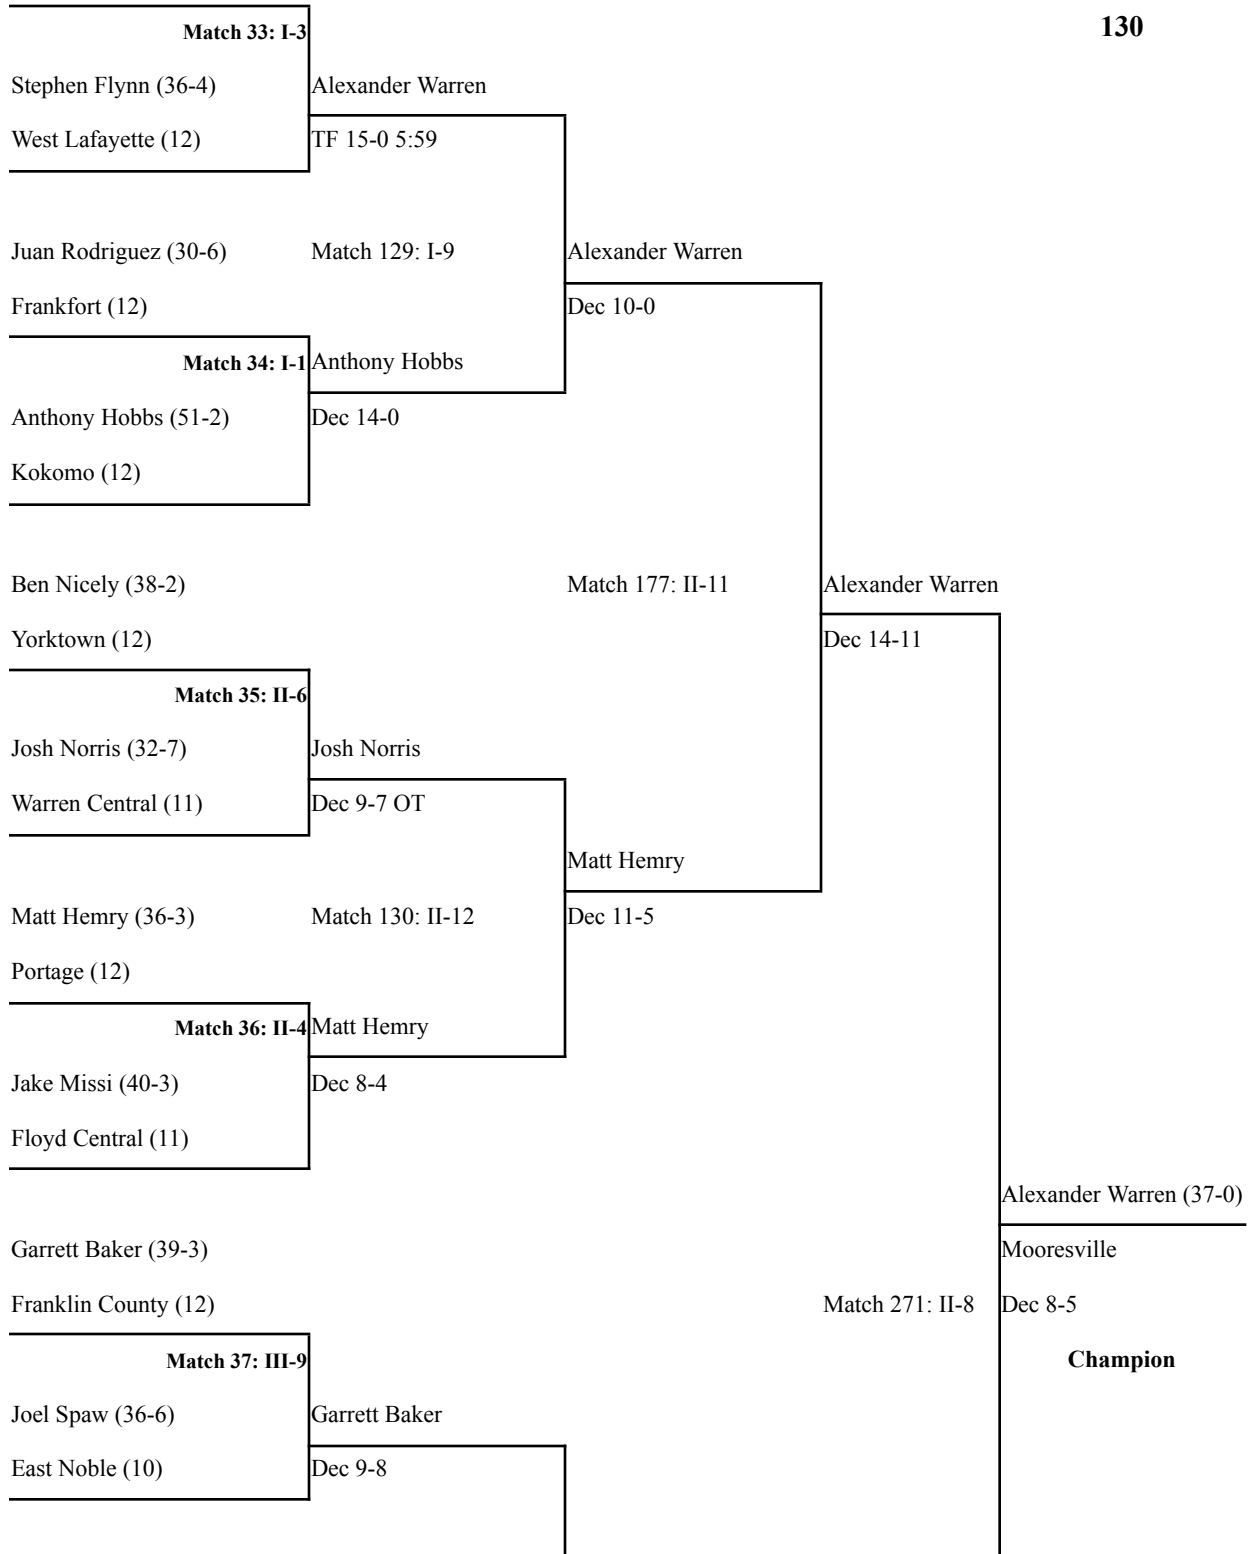 130
Match 33: I-3
Stephen Flynn (36-4)
Alexander Warren
West Lafayette (12)
TF 15-0 5:59
Juan Rodriguez (30-6)
Match 129: I-9
Alexander Warren
Frankfort (12)
Dec 10-0
Match 34: I-1
Anthony Hobbs
Anthony Hobbs (51-2)
Dec 14-0
Kokomo (12)
Ben Nicely (38-2)
Match 177: II-11
Alexander Warren
Yorktown (12)
Dec 14-11
Match 35: II-6
Josh Norris (32-7)
Josh Norris
Warren Central (11)
Dec 9-7 OT
Matt Hemry
Matt Hemry (36-3)
Match 130: II-12
Dec 11-5
Portage (12)
Match 36: II-4
Matt Hemry
Jake Missi (40-3)
Dec 8-4
Floyd Central (11)
Alexander Warren (37-0)
Garrett Baker (39-3)
Mooresville
Franklin County (12)
Match 271: II-8
Dec 8-5
Match 37: III-9
Champion
Joel Spaw (36-6)
Garrett Baker
East Noble (10)
Dec 9-8